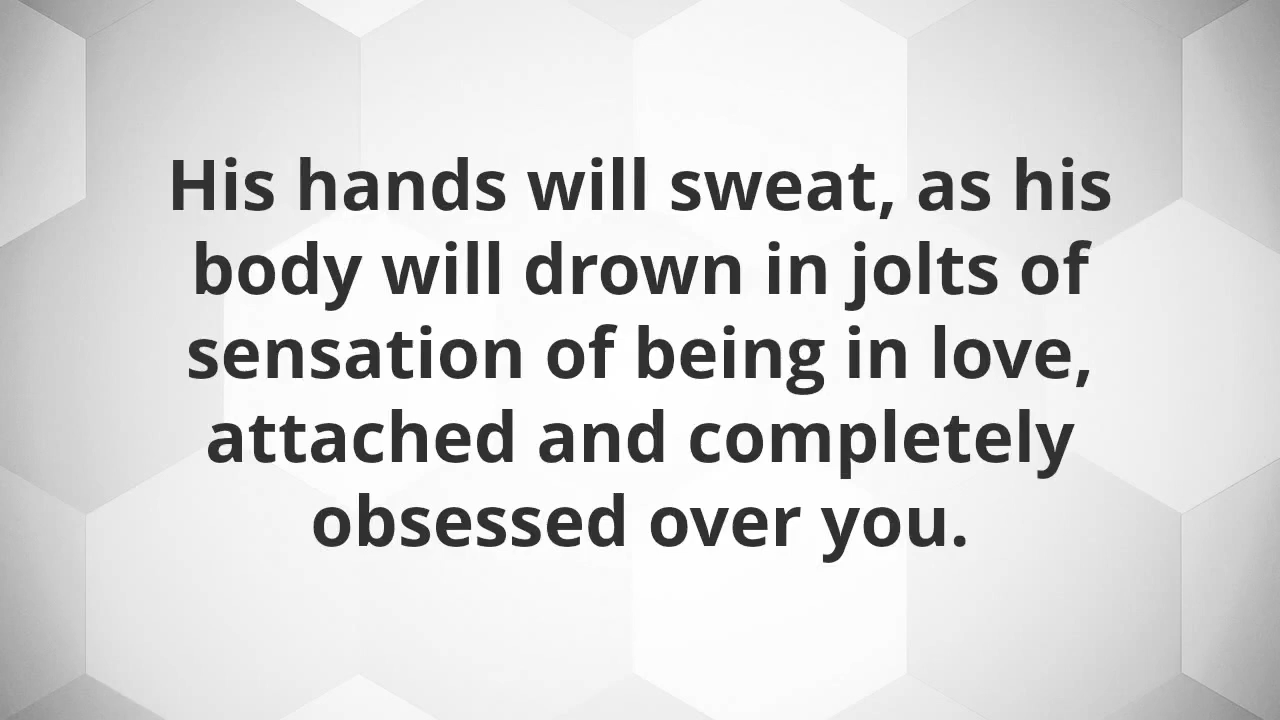 His hands will sweat, as his
body will drown in jolts of
sensation of being in love,
attached and completely
obsessed over you.